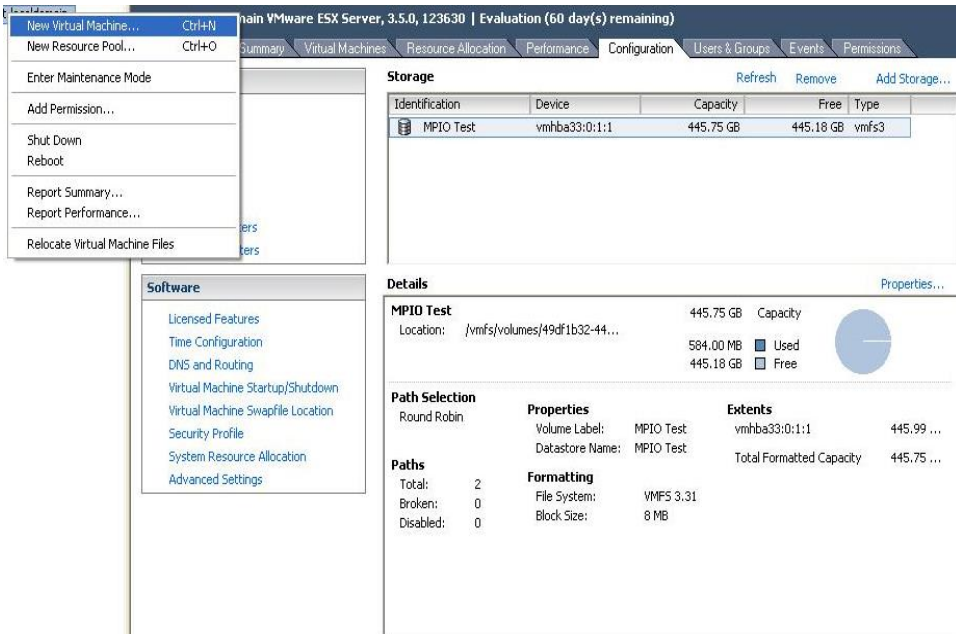 t.localdomain
main VMware ESX Server, 3.5.0, 123630 | Evaluation (60 day(s) remaining)
New Virtual Machine... Ctrl+N
New Resource Pool... Ctrl+O
Enter Maintenance Mode
Add Permission...
Shut Down
Reboot
Report Summary...
Report Performance...
Relocate Virtual Machine Files
Summary Virtual Machines Resource Allocation Performance Configuration Users & Groups Events Permissions
ers
ters
Storage Refresh Remove Add Storage...
Identification Device Capacity Free Type
MPIO Test vmhba33:0:1:1 445.75 GB 445.18 GB vmfs3
Software
Licensed Features
Time Configuration
DNS and Routing
Virtual Machine Startup/Shutdown
Virtual Machine Swapfile Location
Security Profile
System Resource Allocation
Advanced Settings
Details Properties...
MPIO Test 445.75 GB Capacity
Location: /vmfs/volumes/49df1b32-44...
584.00 MB Used
445.18 GB Free
Path Selection
Round Robin
Paths
Total: 2
Broken: 0
Disabled: 0
Properties
Volume Label: MPIO Test
Datastore Name: MPIO Test
Formatting
File System: VMFS 3.31
Block Size: 8 MB
Extents
vmhba33:0:1:1 445.99 ...
Total Formatted Capacity 445.75 ...